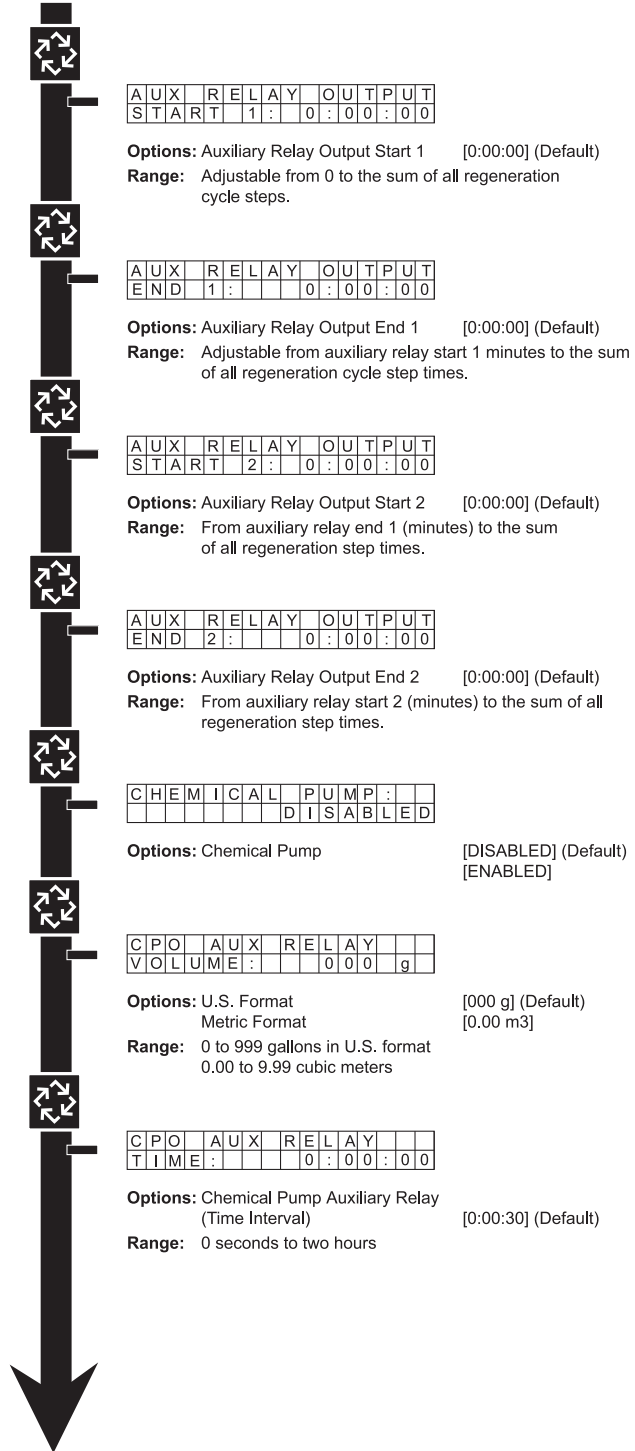 AUX RELAY OUTPUT
START 1: 0:00:00
Options: Auxiliary Relay Output Start 1 [0:00:00] (Default)
Range: Adjustable from 0 to the sum of all regeneration
cycle steps.
AUX RELAY OUTPUT
END 1: 0:00:00
Options: Auxiliary Relay Output End 1 [0:00:00] (Default)
Range: Adjustable from auxiliary relay start 1 minutes to the sum
of all regeneration cycle step times.
AUX RELAY OUTPUT
START 2: 0:00:00
Options: Auxiliary Relay Output Start 2 [0:00:00] (Default)
Range: From auxiliary relay end 1 (minutes) to the sum
of all regeneration step times.
AUX RELAY OUTPUT
END 2: 0:00:00
Options: Auxiliary Relay Output End 2 [0:00:00] (Default)
Range: From auxiliary relay start 2 (minutes) to the sum of all
regeneration step times.
CHEMICAL PUMP:
DISABLED
Options: Chemical Pump [DISABLED] (Default)
[ENABLED]
CPO AUX RELAY
VOLUME: 000 g
Options: U.S. Format [000 g] (Default)
Metric Format [0.00 m3]
Range: 0 to 999 gallons in U.S. format
0.00 to 9.99 cubic meters
CPO AUX RELAY
TIME: 0:00:00
Options: Chemical Pump Auxiliary Relay
(Time Interval) [0:00:30] (Default)
Range: 0 seconds to two hours